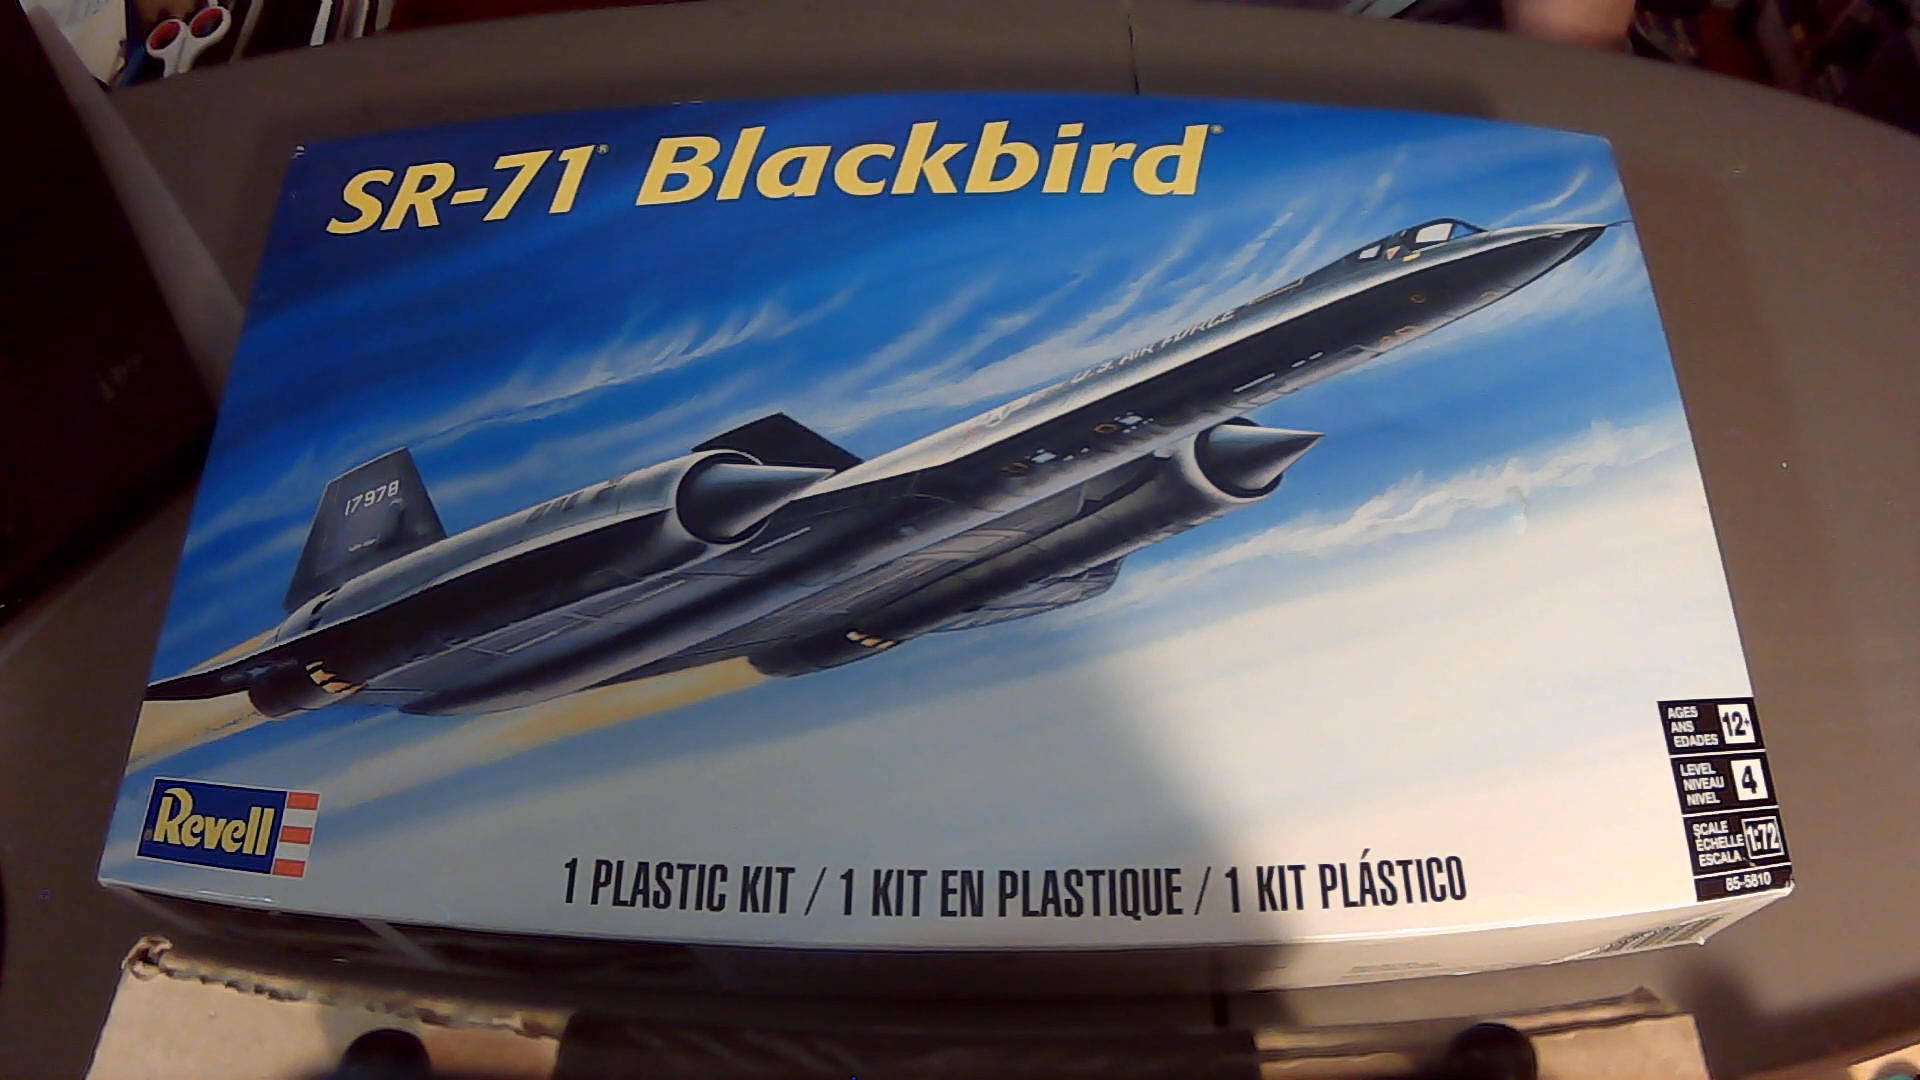 SR-71® Blackbird®
U.S. AIR FORCE
17978
Revell
1 PLASTIC KIT / 1 KIT EN PLASTIQUE / 1 KIT PLÁSTICO
AGES
ANS
EDADES
12+
LEVEL
NIVEAU
NIVEL
4
SCALE
ÉCHELLE
ESCALA
1:72
85-5810